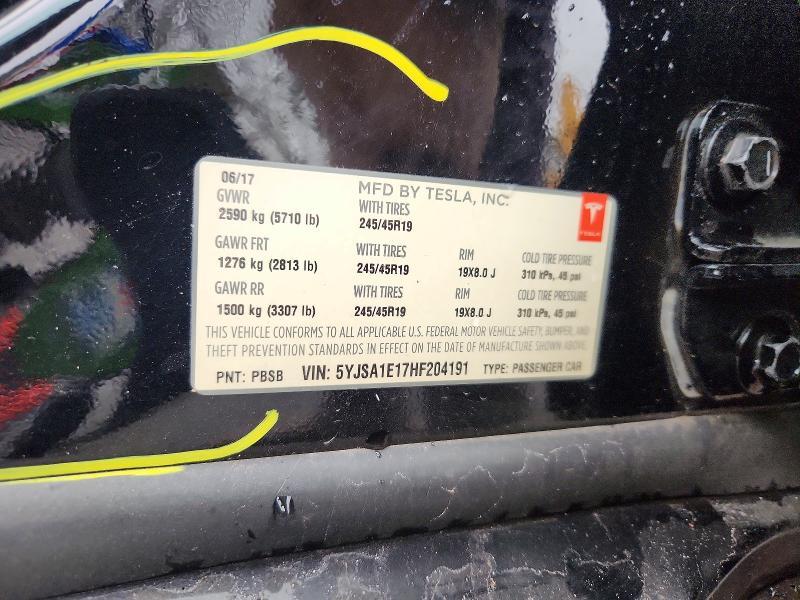 06/17 MFD BY TESLA, INC.
GVWR WITH TIRES
2590 kg (5710 lb) 245/45R19
TESLA
GAWR FRT WITH TIRES RIM COLD TIRE PRESSURE
1276 kg (2813 lb) 245/45R19 19X8.0 J 310 kPa, 45 psi
GAWR RR WITH TIRES RIM COLD TIRE PRESSURE
1500 kg (3307 lb) 245/45R19 19X8.0 J 310 kPa, 45 psi
THIS VEHICLE CONFORMS TO ALL APPLICABLE U.S. FEDERAL MOTOR VEHICLE SAFETY, BUMPER, AND
THEFT PREVENTION STANDARDS IN EFFECT ON THE DATE OF MANUFACTURE SHOWN ABOVE.
PNT: PBSB VIN: 5YJSA1E17HF204191 TYPE: PASSENGER CAR